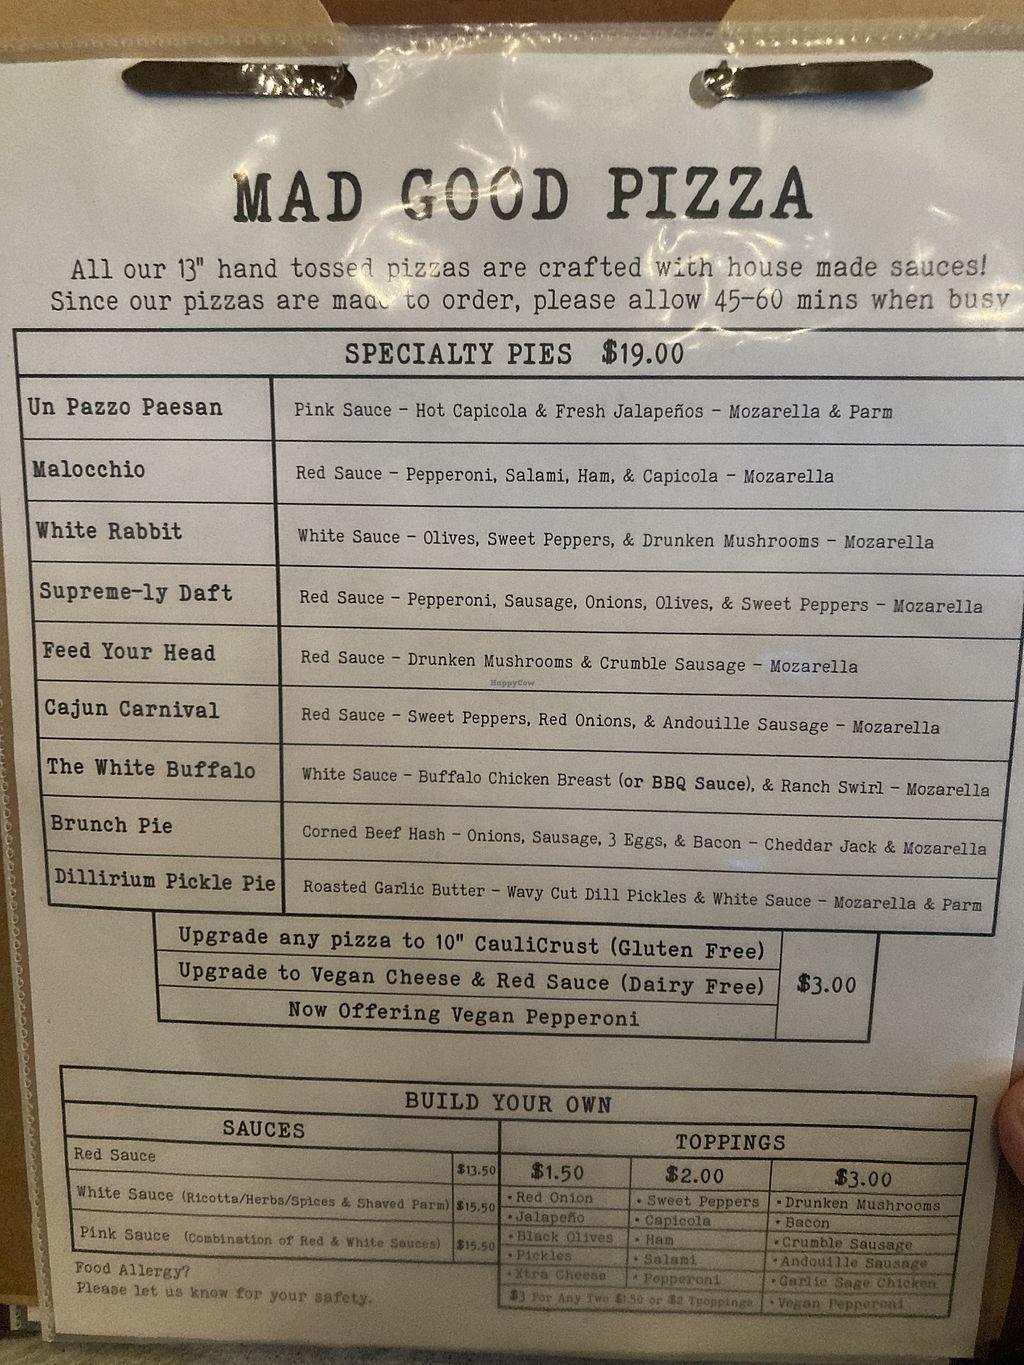 MAD GOOD PIZZA
All our 13" hand tossed pizzas are crafted with house made sauces!
Since our pizzas are made to order, please allow 45-60 mins when busy
SPECIALTY PIES $19.00
Un Pazzo Paesan Pink Sauce - Hot Capicola & Fresh Jalapeños - Mozarella & Parm
Malocchio Red Sauce - Pepperoni, Salami, Ham, & Capicola - Mozarella
White Rabbit White Sauce - Olives, Sweet Peppers, & Drunken Mushrooms - Mozarella
Supreme-ly Daft Red Sauce - Pepperoni, Sausage, Onions, Olives, & Sweet Peppers - Mozarella
Feed Your Head Red Sauce - Drunken Mushrooms & Crumble Sausage - Mozarella
HappyCow
Cajun Carnival Red Sauce - Sweet Peppers, Red Onions, & Andouille Sausage - Mozarella
The White Buffalo White Sauce - Buffalo Chicken Breast (or BBQ Sauce), & Ranch Swirl - Mozarella
Brunch Pie Corned Beef Hash - Onions, Sausage, 3 Eggs, & Bacon - Cheddar Jack & Mozarella
Dillirium Pickle Pie Roasted Garlic Butter - Wavy Cut Dill Pickles & White Sauce - Mozarella & Parm
Upgrade any pizza to 10" CauliCrust (Gluten Free)
Upgrade to Vegan Cheese & Red Sauce (Dairy Free) $3.00
Now Offering Vegan Pepperoni
BUILD YOUR OWN
SAUCES
Red Sauce $13.50
White Sauce (Ricotta/Herbs/Spices & Shaved Parm) $15.50
Pink Sauce (Combination of Red & White Sauces) $15.50
TOPPINGS
$1.50 $2.00 $3.00
• Red Onion • Sweet Peppers • Drunken Mushrooms
• Jalapeño • Capicola • Bacon
• Black Olives • Ham • Crumble Sausage
• Pickles • Salami • Andouille Sausage
• Xtra Cheese • Pepperoni • Garlic Sage Chicken
$3 For Any Two $1.50 or $2 Tpoppings • Vegan Pepperoni
Food Allergy?
Please let us know for your safety.